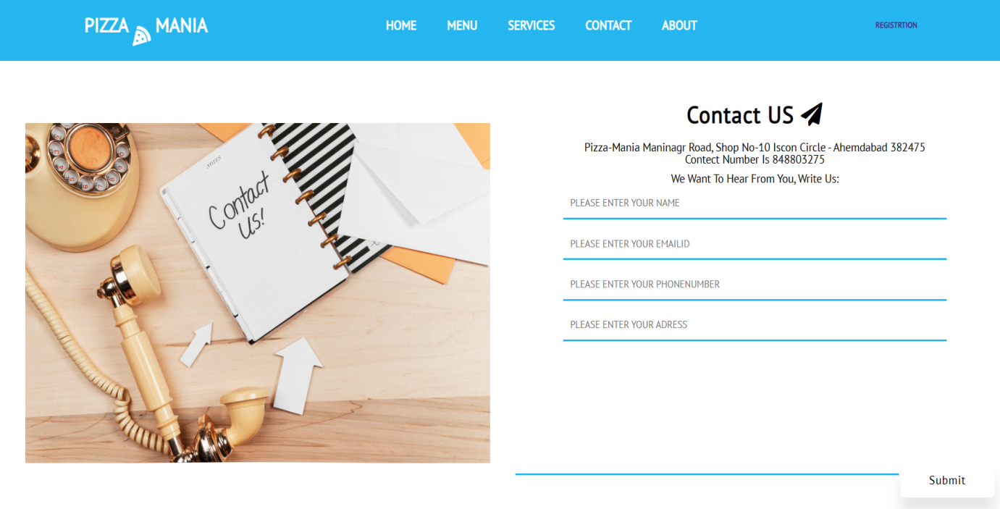 PIZZA MANIA
HOME MENU SERVICES CONTACT ABOUT
REGISTRTION
NOTES
Contact
us!
Contact US
Pizza-Mania Maninagr Road, Shop No-10 Iscon Circle - Ahemdabad 382475
Contect Number Is 848803275
We Want To Hear From You, Write Us:
PLEASE ENTER YOUR NAME
PLEASE ENTER YOUR EMAILID
PLEASE ENTER YOUR PHONENUMBER
PLEASE ENTER YOUR ADRESS
Submit